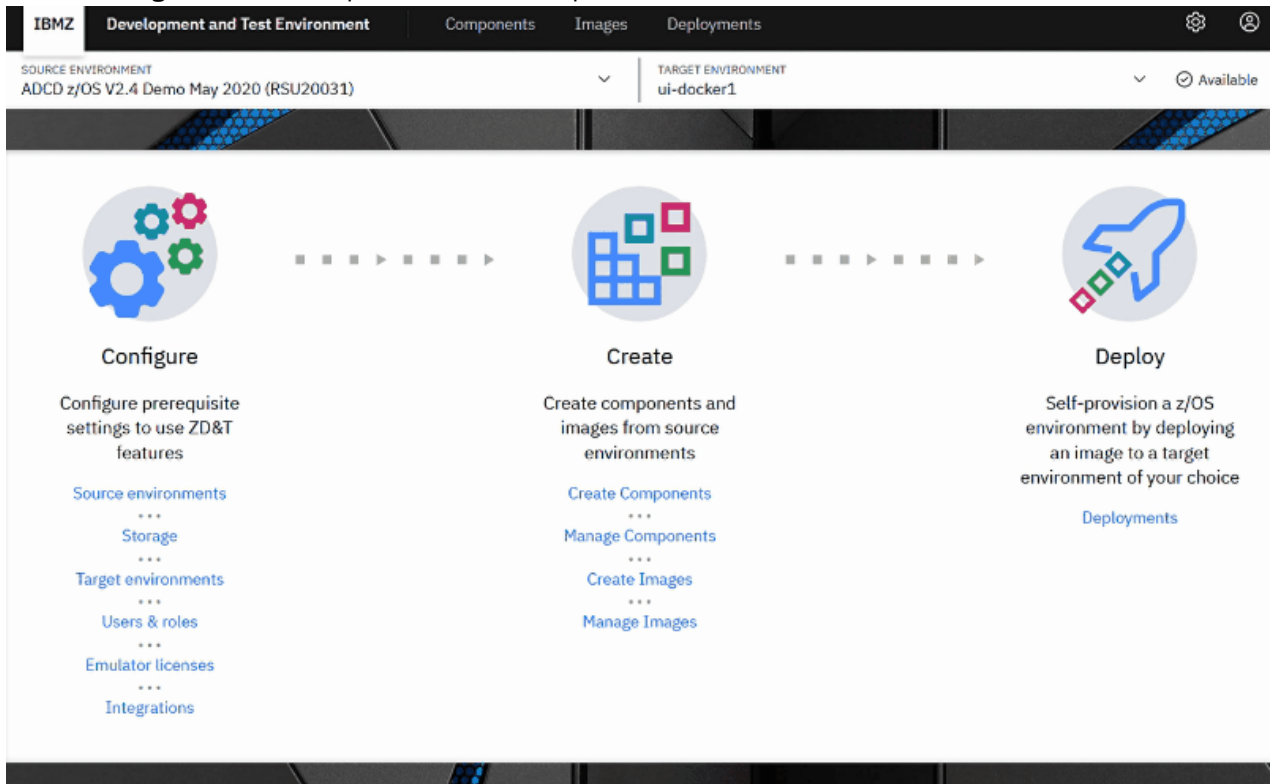 IBMZ Development and Test Environment Components Images Deployments
SOURCE ENVIRONMENT
ADCD z/OS V2.4 Demo May 2020 (RSU20031)
TARGET ENVIRONMENT
ui-docker1
Available
Configure
Configure prerequisite
settings to use ZD&T
features
Source environments
Storage
Target environments
Users & roles
Emulator licenses
Integrations
Create
Create components and
images from source
environments
Create Components
Manage Components
Create Images
Manage Images
Deploy
Self-provision a z/OS
environment by deploying
an image to a target
environment of your choice
Deployments